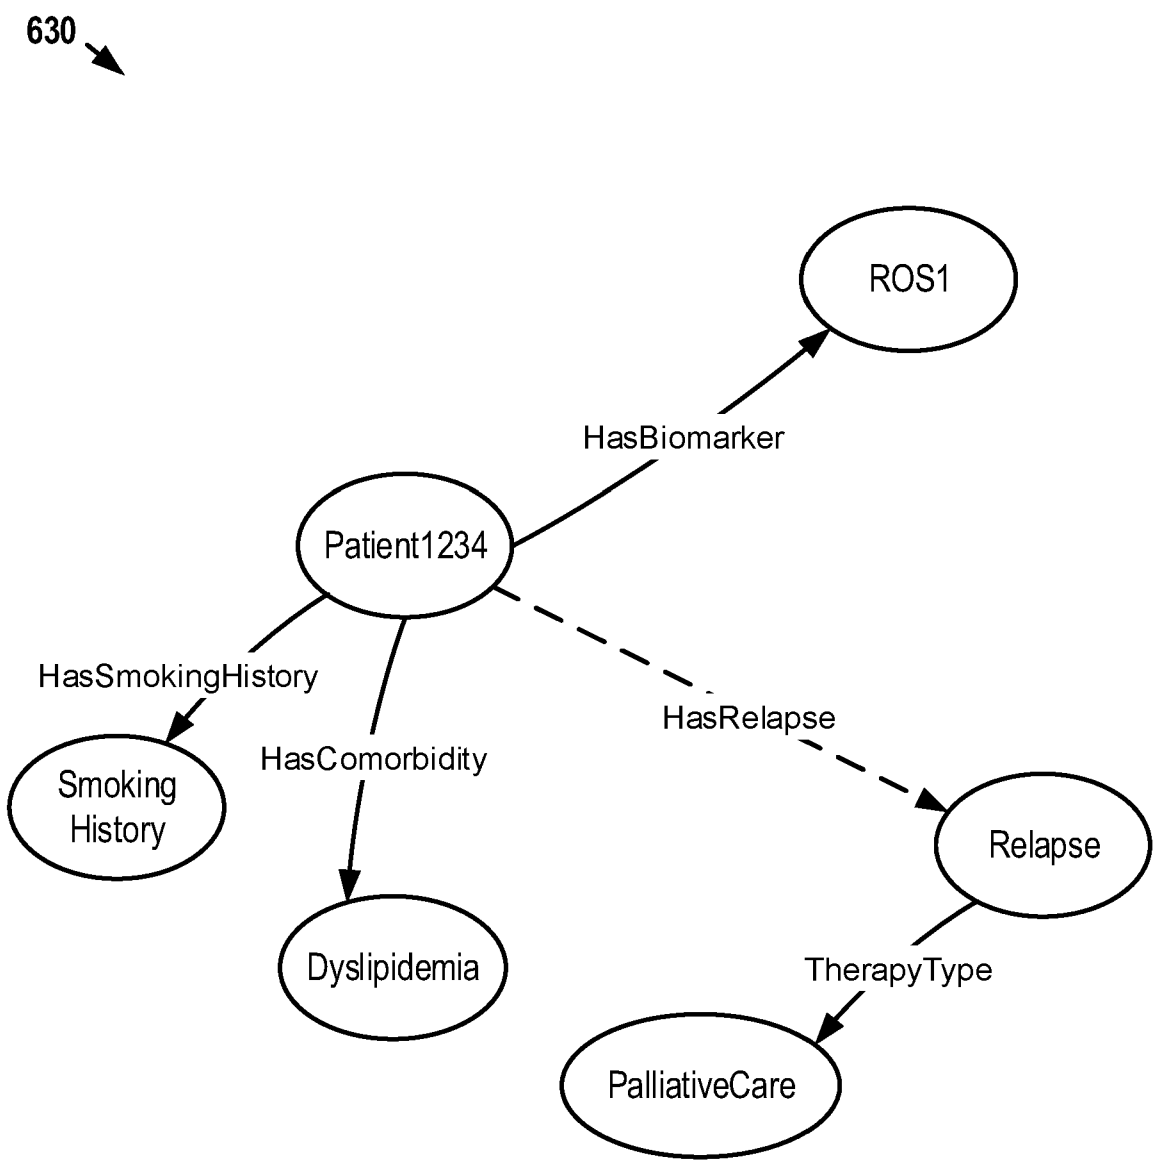 630
ROS1
HasBiomarker
Patient1234
HasSmokingHistory
HasRelapse
HasComorbidity
Smoking
History
Relapse
Dyslipidemia
TherapyType
PalliativeCare